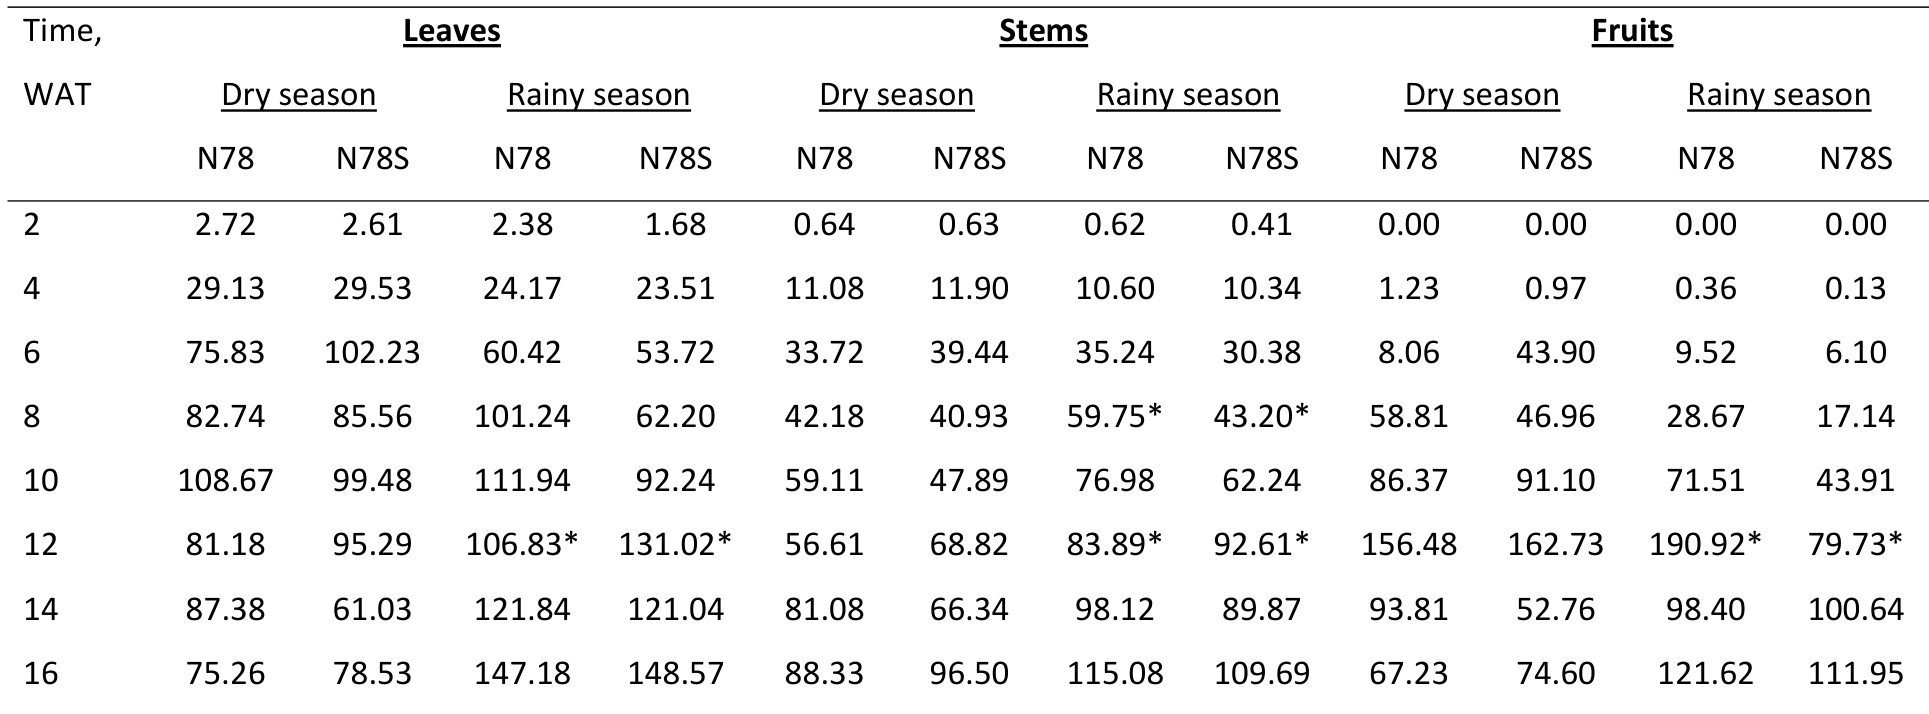 Time, Leaves Stems Fruits
WAT Dry season Rainy season Dry season Rainy season Dry season Rainy season
N78 N78S N78 N78S N78 N78S N78 N78S N78 N78S N78 N78S
2 2.72 2.61 2.38 1.68 0.64 0.63 0.62 0.41 0.00 0.00 0.00 0.00
4 29.13 29.53 24.17 23.51 11.08 11.90 10.60 10.34 1.23 0.97 0.36 0.13
6 75.83 102.23 60.42 53.72 33.72 39.44 35.24 30.38 8.06 43.90 9.52 6.10
8 82.74 85.56 101.24 62.20 42.18 40.93 59.75* 43.20* 58.81 46.96 28.67 17.14
10 108.67 99.48 111.94 92.24 59.11 47.89 76.98 62.24 86.37 91.10 71.51 43.91
12 81.18 95.29 106.83* 131.02* 56.61 68.82 83.89* 92.61* 156.48 162.73 190.92* 79.73*
14 87.38 61.03 121.84 121.04 81.08 66.34 98.12 89.87 93.81 52.76 98.40 100.64
16 75.26 78.53 147.18 148.57 88.33 96.50 115.08 109.69 67.23 74.60 121.62 111.95